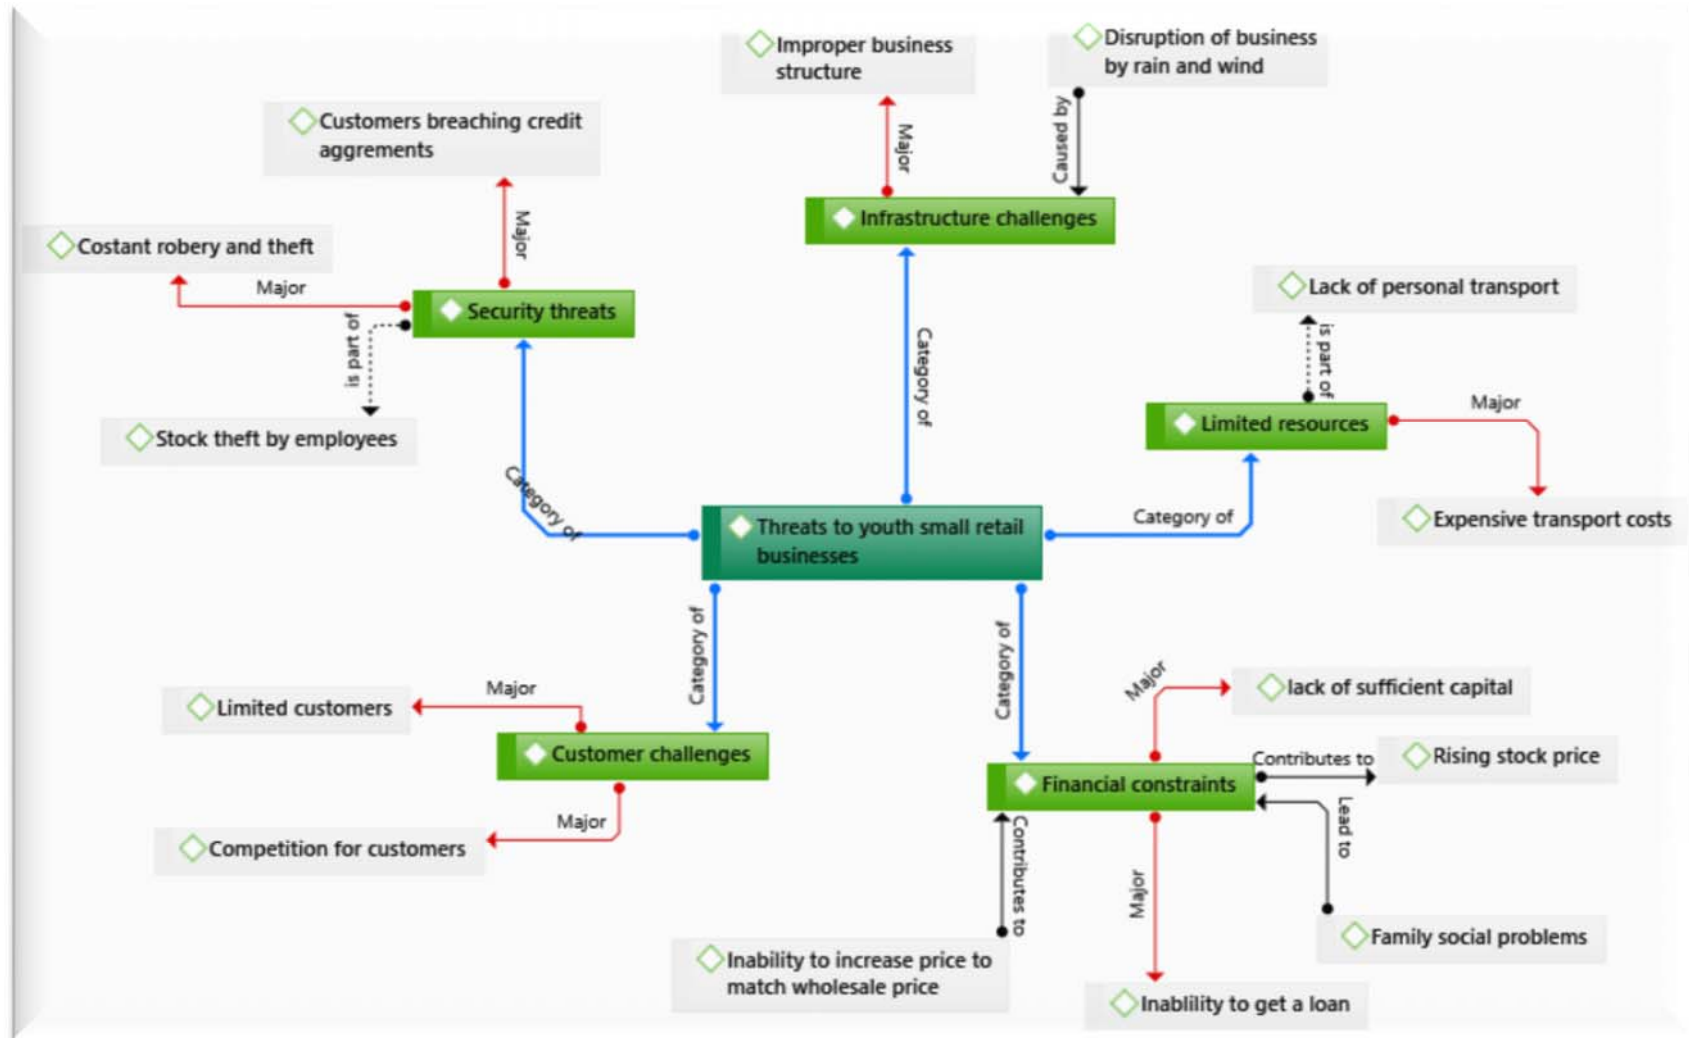 Improper business
structure
Disruption of business
by rain and wind
Customers breaching credit
aggrements
Major
Caused by
Infrastructure challenges
Costant robery and theft
Major
Major
Security threats
is part of
Stock theft by employees
Category of
Category of
Lack of personal transport
is part of
Limited resources
Major
Expensive transport costs
Category of
Threats to youth small retail
businesses
Category of
Category of
Limited customers
Major
Customer challenges
Major
Competition for customers
Major
lack of sufficient capital
Contributes to
Rising stock price
Financial constraints
Lead to
Contributes to
Major
Family social problems
Inability to increase price to
match wholesale price
Inablility to get a loan